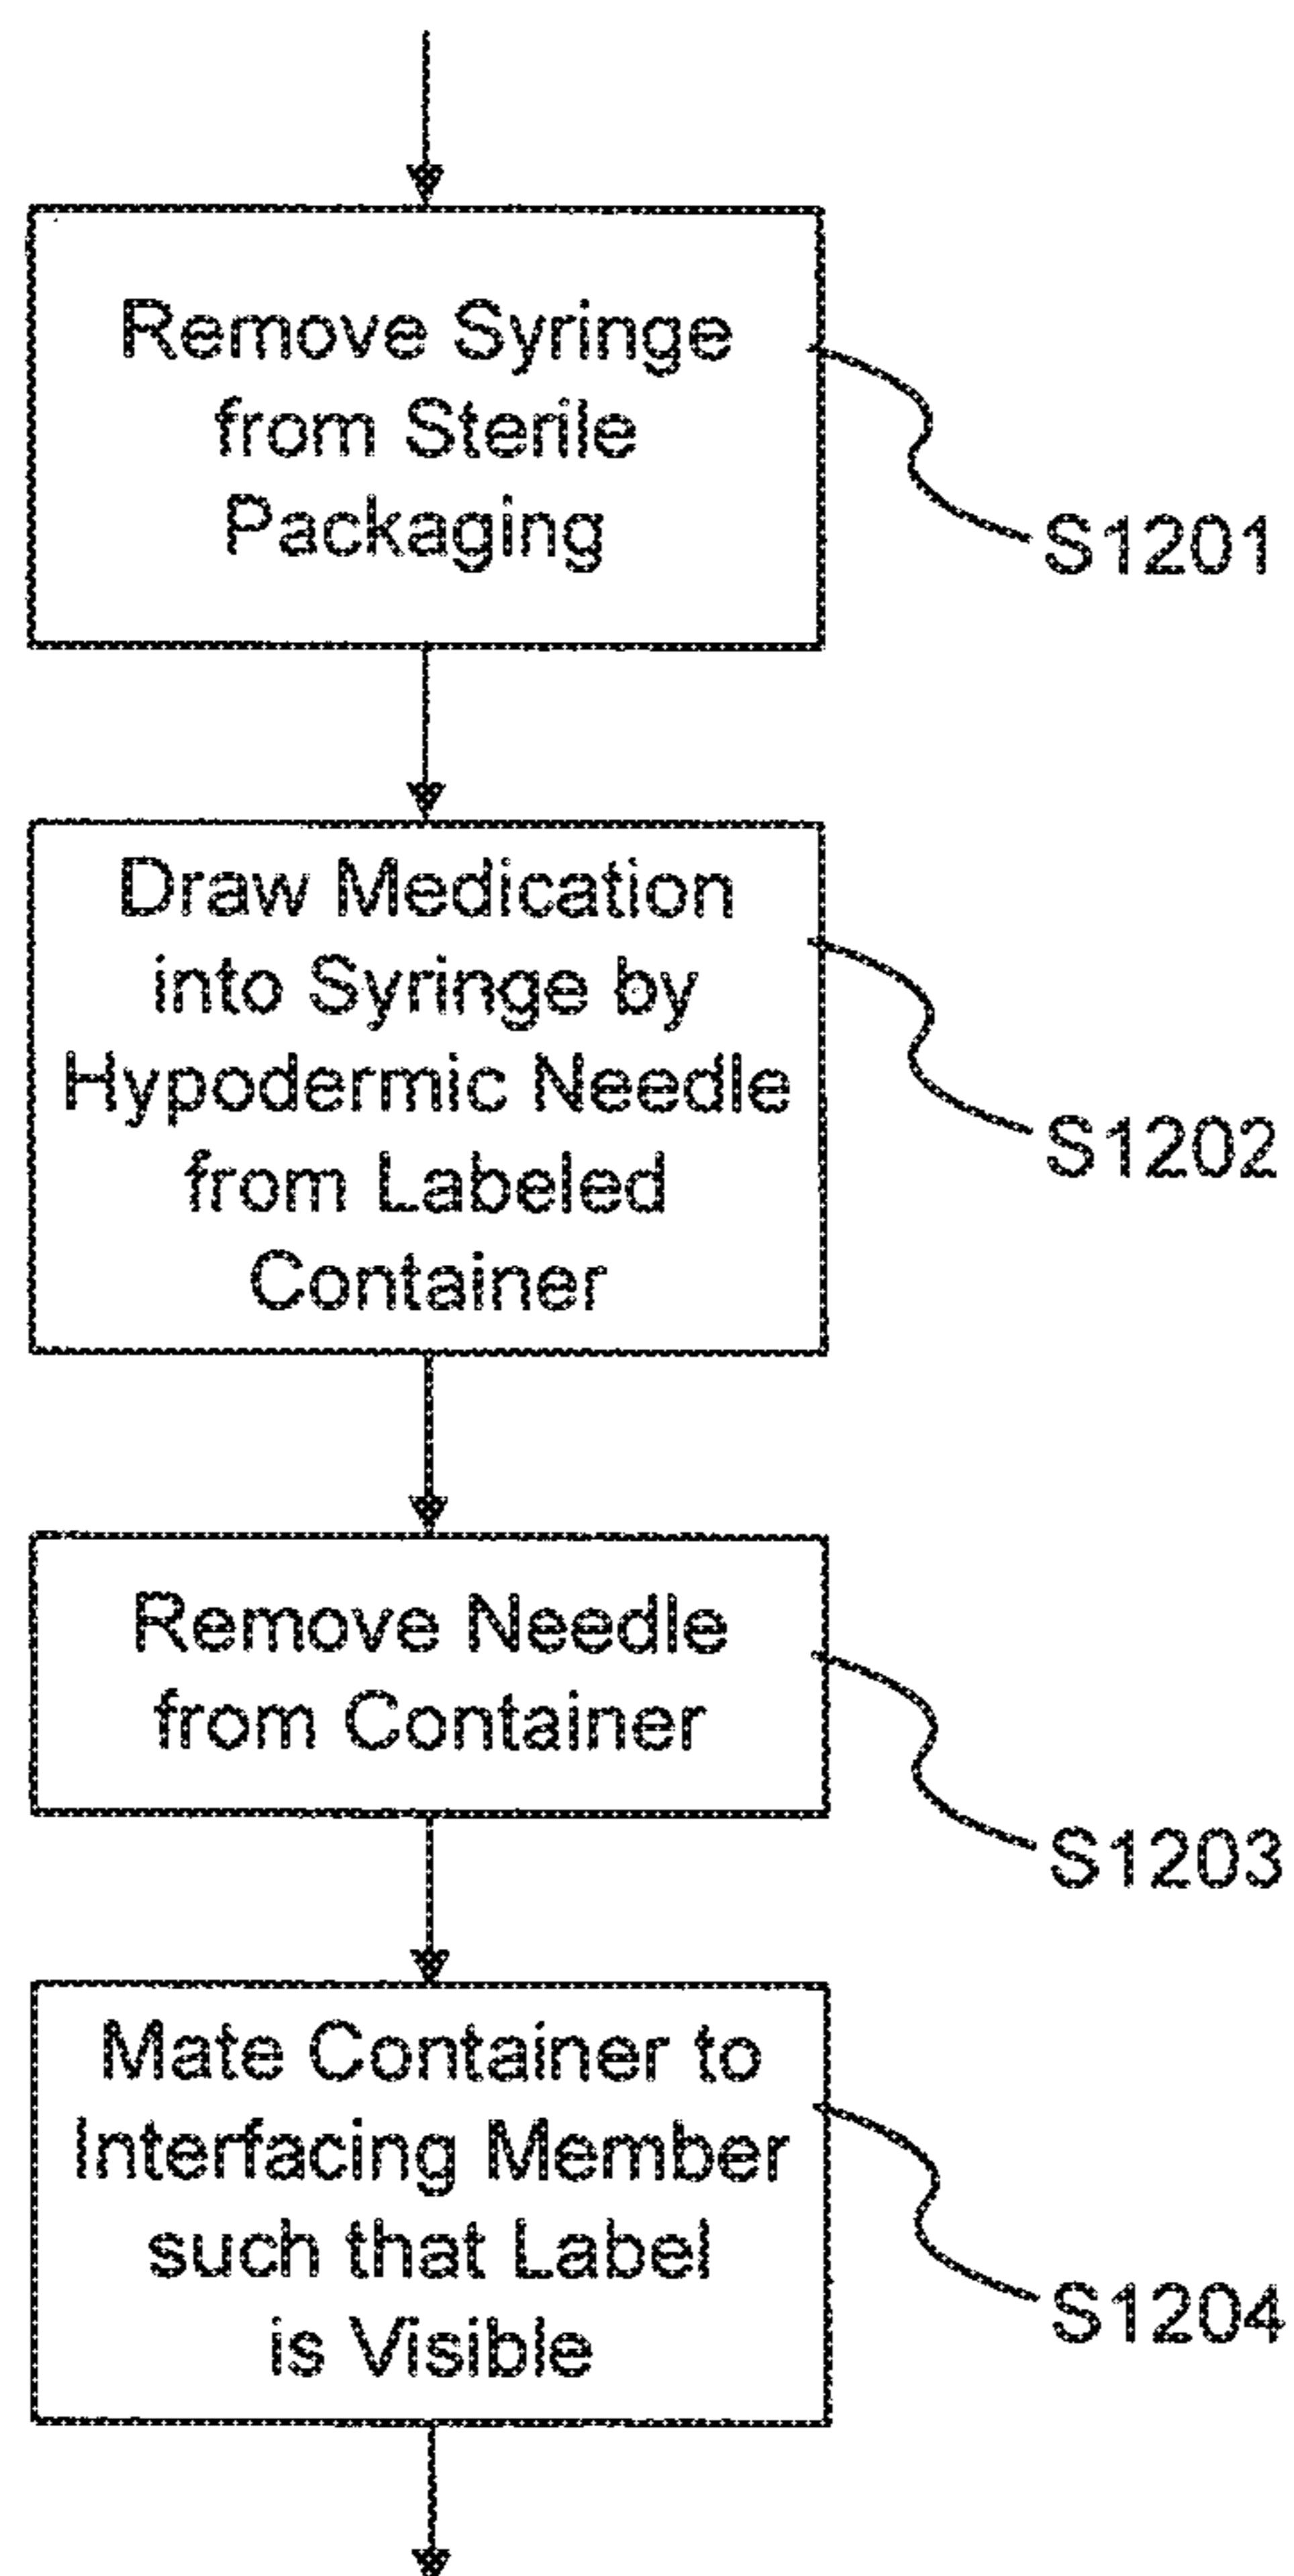 Remove Syringe
from Sterile
Packaging
S1201
Draw Medication
into Syringe by
Hypodermic Needle
from Labeled
Container
S1202
Remove Needle
from Container
S1203
Mate Container to
Interfacing Member
such that Label
is Visible
S1204